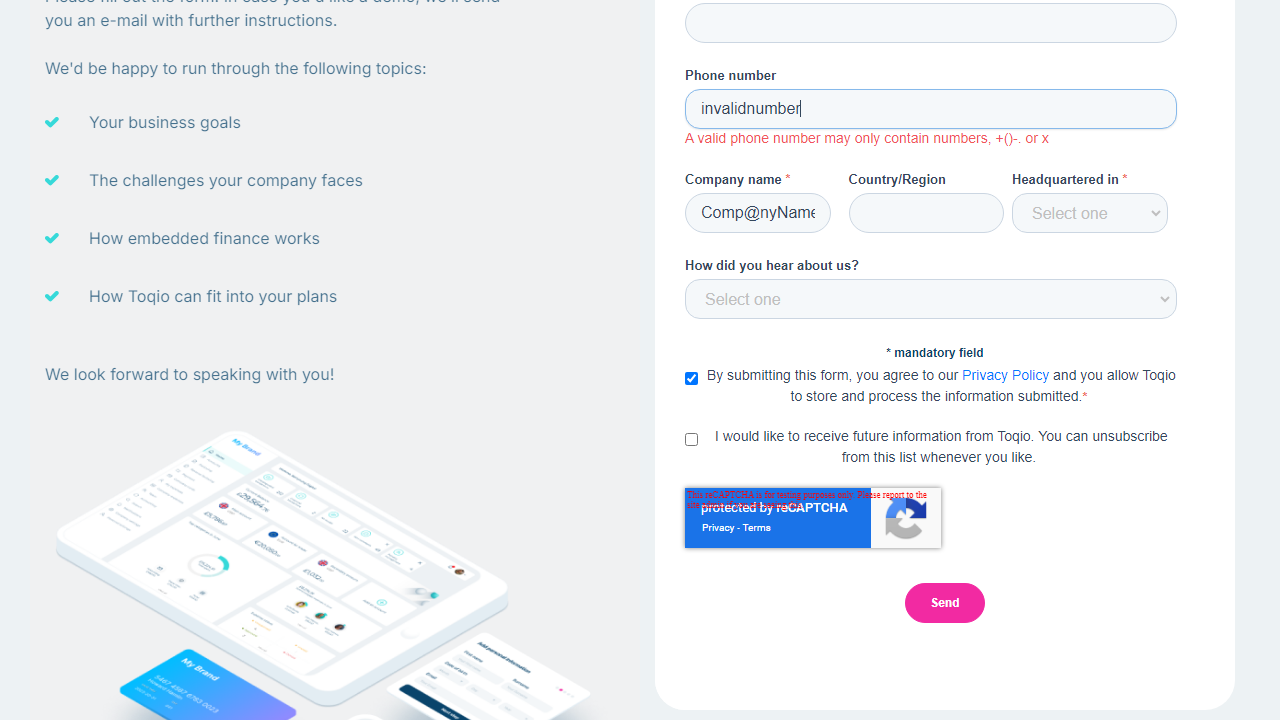 you an e-mail with further instructions.
We'd be happy to run through the following topics:
Your business goals
The challenges your company faces
How embedded finance works
How Toqio can fit into your plans
We look forward to speaking with you!
My Brand
My Brand
Add personal information
Phone number
invalidnumber
A valid phone number may only contain numbers, +()-. or x
Company name * Country/Region Headquartered in *
Comp@nyName Select one
How did you hear about us?
Select one
* mandatory field
By submitting this form, you agree to our Privacy Policy and you allow Toqio
to store and process the information submitted.*
I would like to receive future information from Toqio. You can unsubscribe
from this list whenever you like.
This reCAPTCHA is for testing purposes only. Please report to the
protected by reCAPTCHA
Privacy - Terms
Send